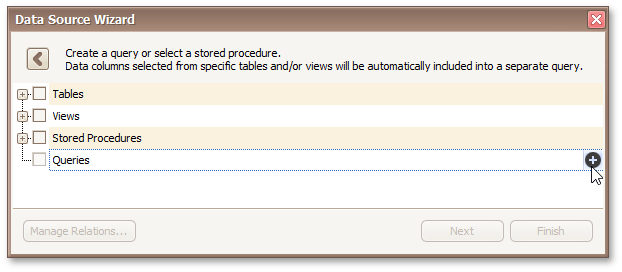 Data Source Wizard
Create a query or select a stored procedure.
Data columns selected from specific tables and/or views will be automatically included into a separate query.
Tables
Views
Stored Procedures
Queries
Manage Relations...
Next
Finish